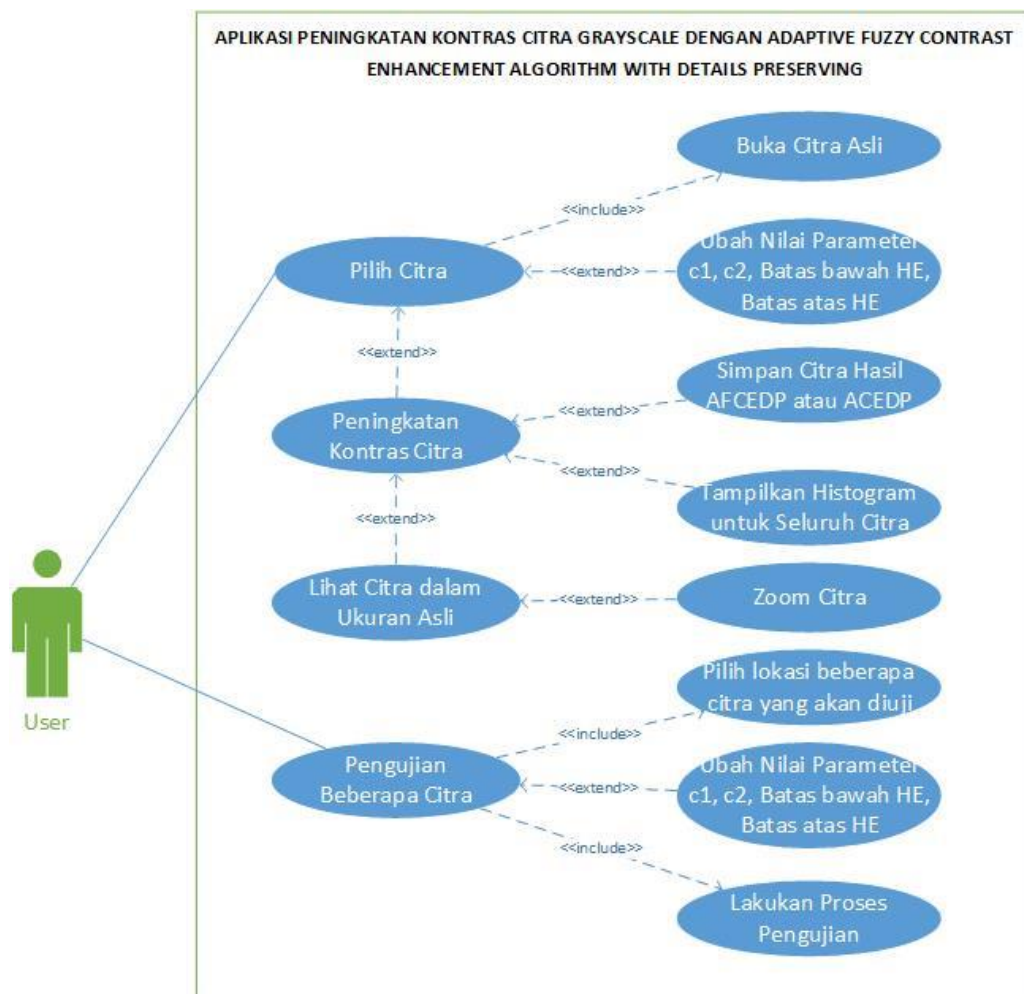 APLIKASI PENINGKATAN KONTRAS CITRA GRAYSCALE DENGAN ADAPTIVE FUZZY CONTRAST
ENHANCEMENT ALGORITHM WITH DETAILS PRESERVING
Buka Citra Asli
<<include>>
Pilih Citra
<<extend>>
Ubah Nilai Parameter
c1, c2, Batas bawah HE,
Batas atas HE
<<extend>>
Simpan Citra Hasil
AFCEDP atau ACEDP
<<extend>>
Peningkatan
Kontras Citra
<<extend>>
Tampilkan Histogram
untuk Seluruh Citra
<<extend>>
Lihat Citra dalam
Ukuran Asli
<<extend>>
Zoom Citra
User
Pilih lokasi beberapa
citra yang akan diuji
<<include>>
Pengujian
Beberapa Citra
<<extend>>
Ubah Nilai Parameter
c1, c2, Batas bawah HE,
Batas atas HE
<<include>>
Lakukan Proses
Pengujian